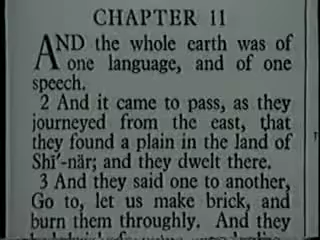 CHAPTER 11
AND the whole earth was of
one language, and of one
speech.
2 And it came to pass, as they
journeyed from the east, that
they found a plain in the land of
Shī′-när; and they dwelt there.
3 And they said one to another,
Go to, let us make brick, and
burn them throughly. And they